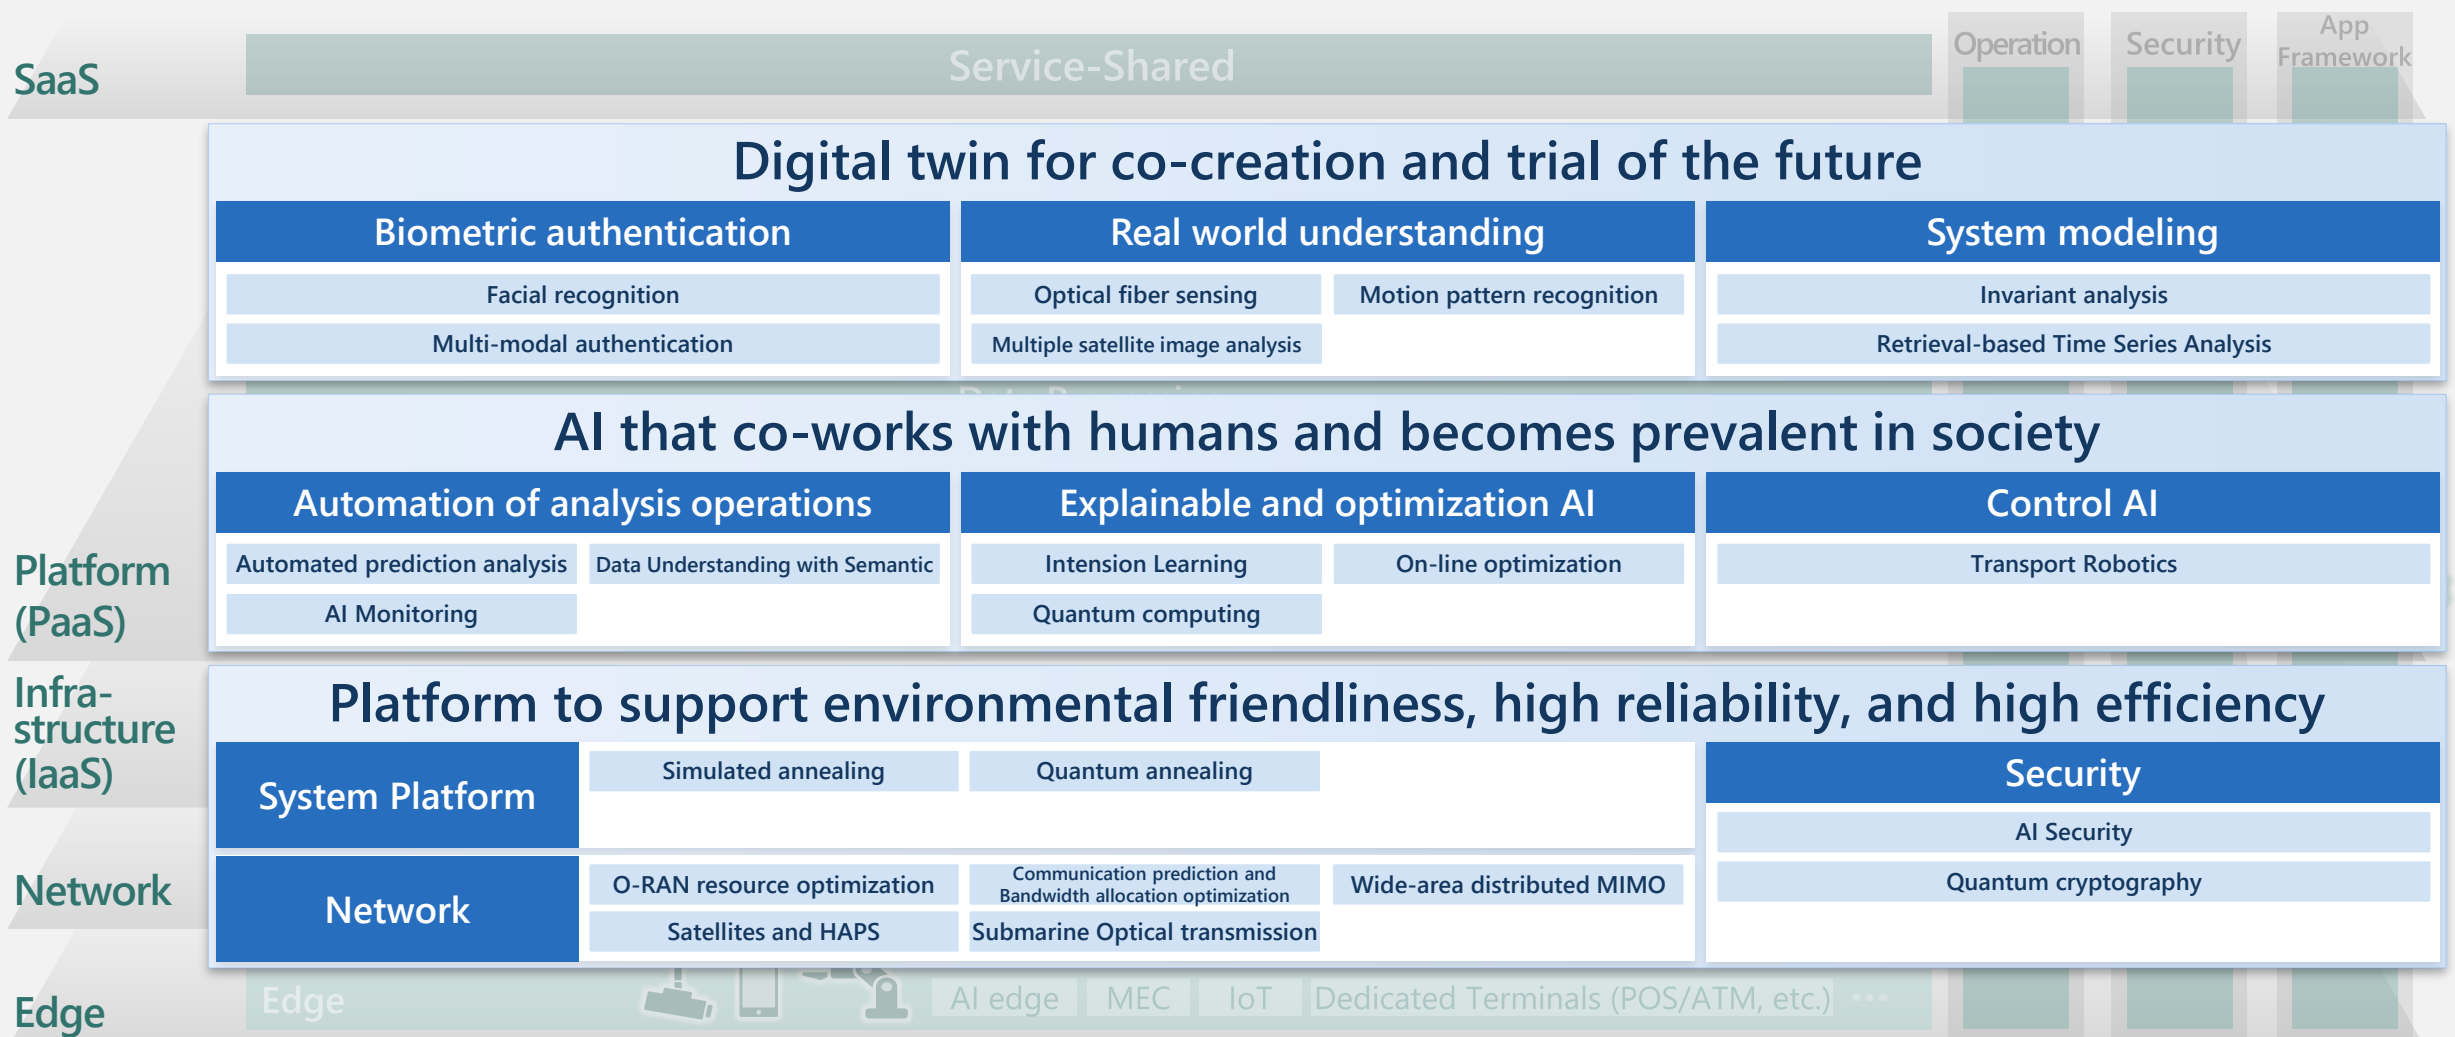 SaaS
Service-Shared
Operation
Security
App
Framework
Digital twin for co-creation and trial of the future
Biometric authentication
Facial recognition
Multi-modal authentication
Real world understanding
Optical fiber sensing
Motion pattern recognition
Multiple satellite image analysis
System modeling
Invariant analysis
Retrieval-based Time Series Analysis
Platform
(PaaS)
AI that co-works with humans and becomes prevalent in society
Automation of analysis operations
Automated prediction analysis
Data Understanding with Semantic
AI Monitoring
Explainable and optimization AI
Intension Learning
On-line optimization
Quantum computing
Control AI
Transport Robotics
Infra-
structure
(IaaS)
Platform to support environmental friendliness, high reliability, and high efficiency
System Platform
Simulated annealing
Quantum annealing
Network
Network
O-RAN resource optimization
Communication prediction and
Bandwidth allocation optimization
Wide-area distributed MIMO
Satellites and HAPS
Submarine Optical transmission
Security
AI Security
Quantum cryptography
Edge
Edge
AI edge
MEC
IoT
Dedicated Terminals (POS/ATM, etc.)
•••